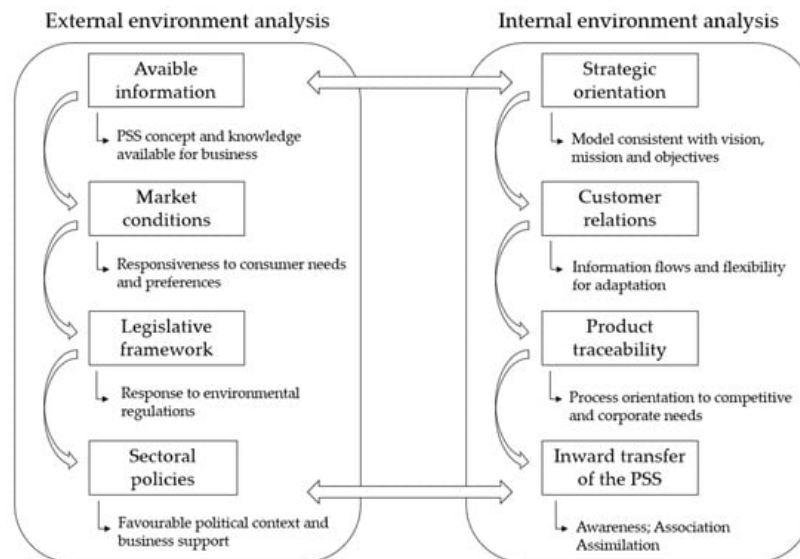 External environment analysis
Avaible
information
PSS concept and knowledge
available for business
Market
conditions
Responsiveness to consumer needs
and preferences
Legislative
framework
Response to environmental
regulations
Sectoral
policies
Favourable political context and
business support
Internal environment analysis
Strategic
orientation
Model consistent with vision,
mission and objectives
Customer
relations
Information flows and flexibility
for adaptation
Product
traceability
Process orientation to competitive
and corporate needs
Inward transfer
of the PSS
Awareness; Association
Assimilation